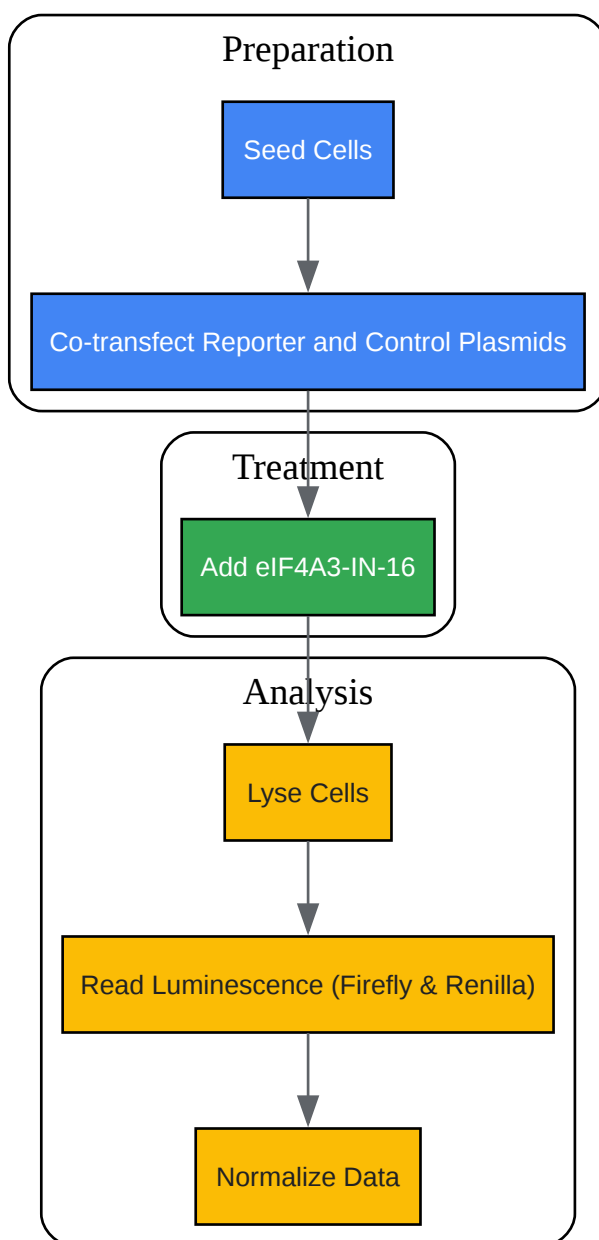 Preparation
Seed Cells
Co-transfect Reporter and Control Plasmids
Treatment
Add eIF4A3-IN-16
Analysis
Lyse Cells
Read Luminescence (Firefly & Renilla)
Normalize Data